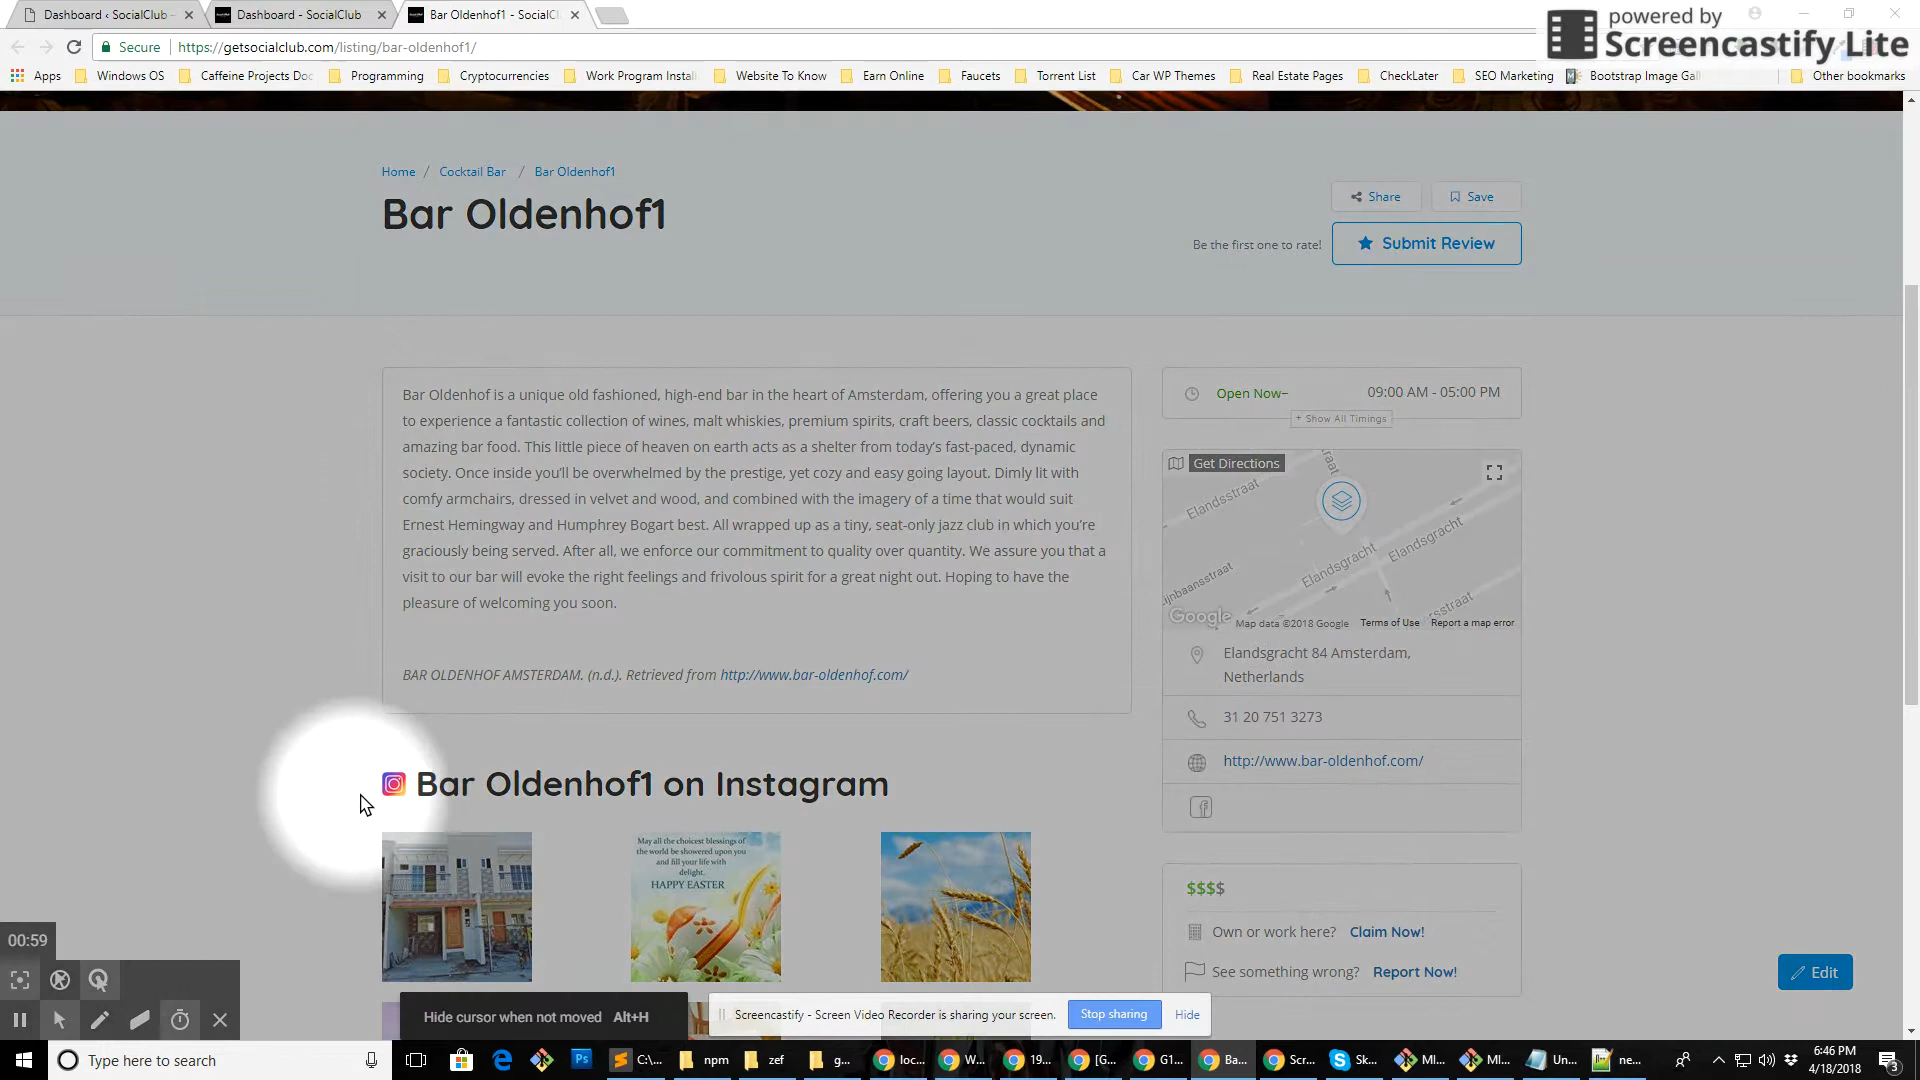 Dashboard ‹ SocialClub -
Dashboard - SocialClub
Bar Oldenhof1 - SocialCl
powered by
Screencastify Lite
Secure
https://getsocialclub.com/listing/bar-oldenhof1/
Apps
Windows OS
Caffeine Projects Doc
Programming
Cryptocurrencies
Work Program Instal
Website To Know
Earn Online
Faucets
Torrent List
Car WP Themes
Real Estate Pages
CheckLater
SEO Marketing
Bootstrap Image Gall
Other bookmarks
Home / Cocktail Bar / Bar Oldenhof1
Bar Oldenhof1
Share
Save
Be the first one to rate!
Submit Review
Bar Oldenhof is a unique old fashioned, high-end bar in the heart of Amsterdam, offering you a great place
to experience a fantastic collection of wines, malt whiskies, premium spirits, craft beers, classic cocktails and
amazing bar food. This little piece of heaven on earth acts as a shelter from today's fast-paced, dynamic
society. Once inside you'll be overwhelmed by the prestige, yet cozy and easy going layout. Dimly lit with
comfy armchairs, dressed in velvet and wood, and combined with the imagery of a time that would suit
Ernest Hemingway and Humphrey Bogart best. All wrapped up as a tiny, seat-only jazz club in which you're
graciously being served. After all, we enforce our commitment to quality over quantity. We assure you that a
visit to our bar will evoke the right feelings and frivolous spirit for a great night out. Hoping to have the
pleasure of welcoming you soon.
BAR OLDENHOF AMSTERDAM. (n.d.). Retrieved from http://www.bar-oldenhof.com/
Open Now~
09:00 AM - 05:00 PM
+ Show All Timings
Get Directions
Elandsstraat
Elandsgracht
Elandsgracht
Google
Map data ©2018 Google
Terms of Use
Report a map error
Elandsgracht 84 Amsterdam,
Netherlands
31 20 751 3273
http://www.bar-oldenhof.com/
Bar Oldenhof1 on Instagram
May all the choicest blessings of
the world be showered upon you
and fill your life with
delight.
HAPPY EASTER
$$$$
Own or work here? Claim Now!
See something wrong? Report Now!
Edit
00:59
Hide cursor when not moved Alt+H
Screencastify - Screen Video Recorder is sharing your screen.
Stop sharing
Hide
Type here to search
Ps
C:\...
npm
zef
g...
loc...
W...
19...
[G...
G1...
Ba...
Scr...
Sk...
MI...
MI...
Un...
ne...
6:46 PM
4/18/2018
3